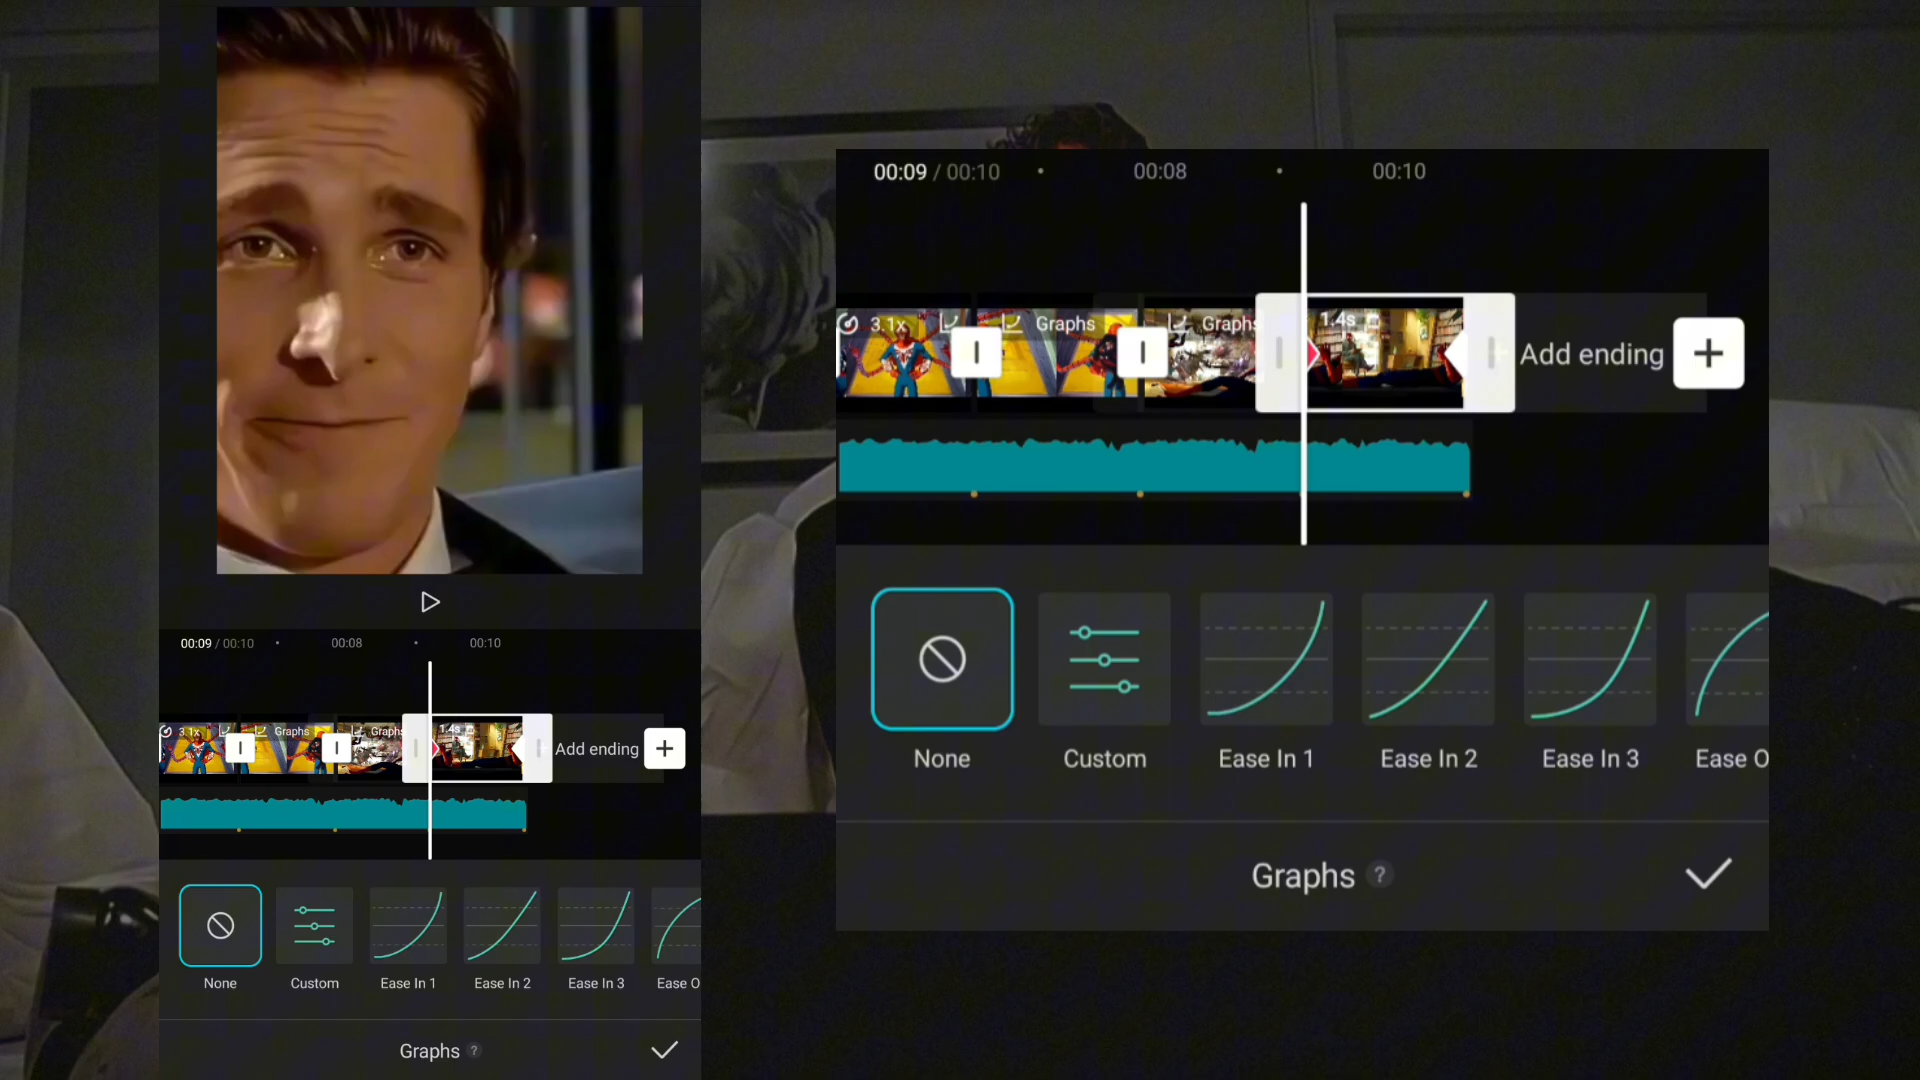 00:09 / 00:10
00:08
00:10
3.1x
Graphs
Graphs
1.4s
Add ending
None
Custom
Ease In 1
Ease In 2
Ease In 3
Ease O
Graphs ?
00:09 / 00:10
00:08
00:10
3.1x
Graphs
Graphs
1.4s
Add ending
None
Custom
Ease In 1
Ease In 2
Ease In 3
Ease O
Graphs ?